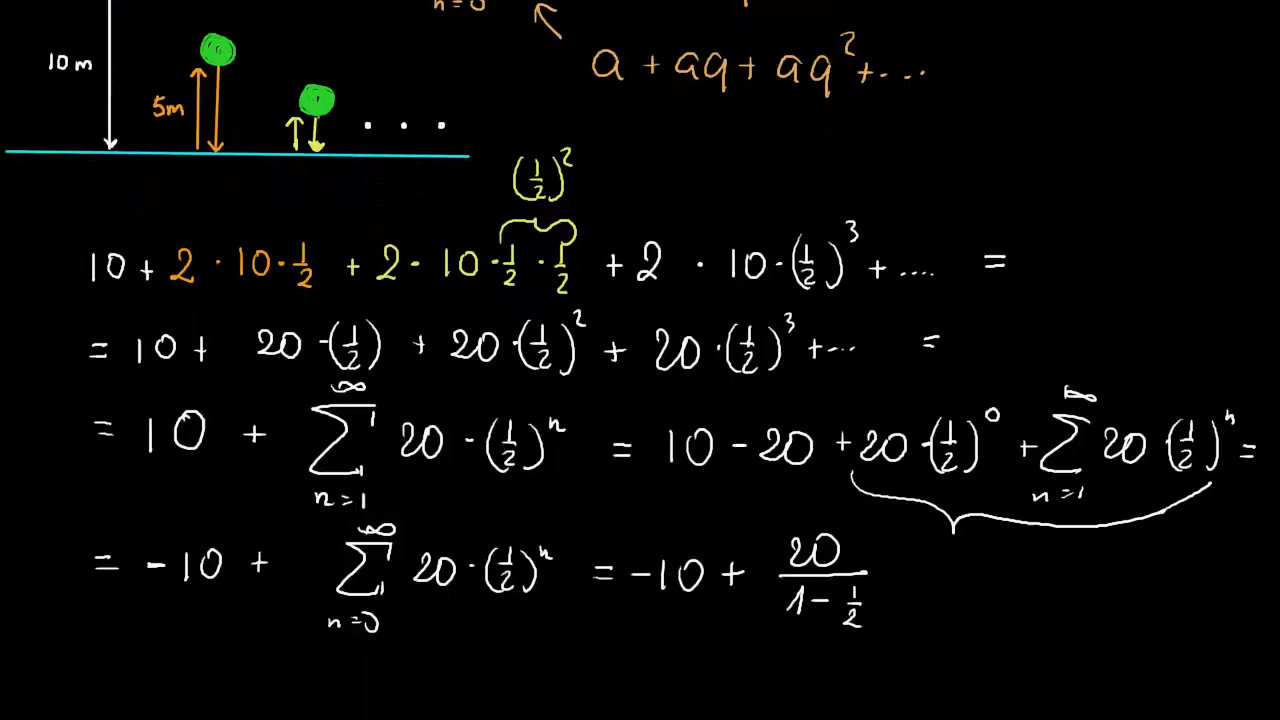 n=0
a + aq + aq² + ...
10 m
5m
(1/2)²
10 + 2 · 10 · 1/2 + 2 · 10 · 1/2 · 1/2 + 2 · 10 · (1/2)³ + .... =
= 10 + 20 · (1/2) + 20 · (1/2)² + 20 · (1/2)³ + ... =
= 10 + ∑_{n=1}^{∞} 20 · (1/2)ⁿ = 10 - 20 + 20 · (1/2)⁰ + ∑_{n=1}^{∞} 20 (1/2)ⁿ =
= -10 + ∑_{n=0}^{∞} 20 · (1/2)ⁿ = -10 + 20/(1 - 1/2)